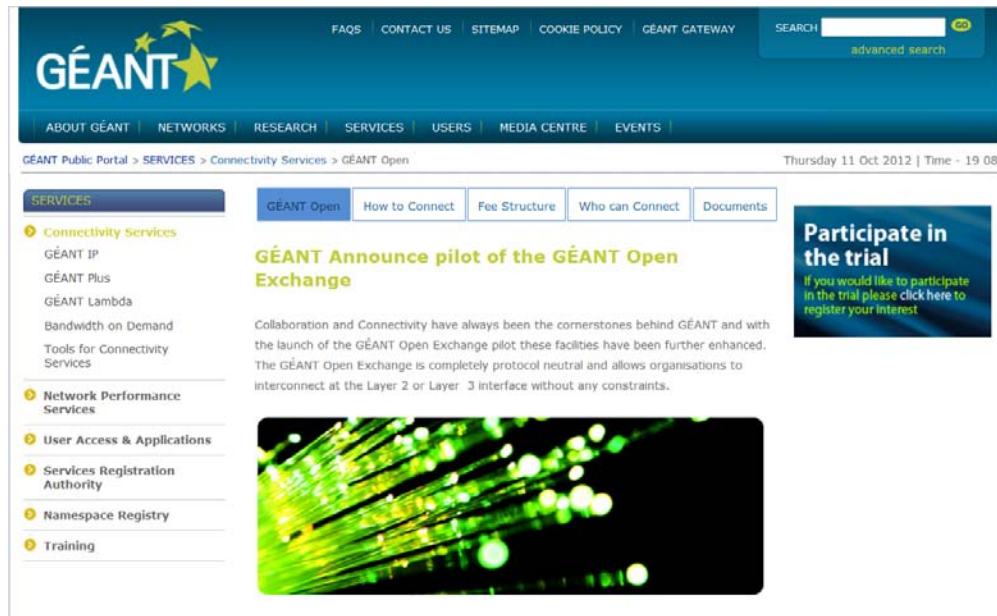 FAQS CONTACT US SITEMAP COOKIE POLICY GÉANT GATEWAY
SEARCH GO
advanced search
GÉANT
ABOUT GÉANT NETWORKS RESEARCH SERVICES USERS MEDIA CENTRE EVENTS
GÉANT Public Portal > SERVICES > Connectivity Services > GÉANT Open
Thursday 11 Oct 2012 | Time - 19 08
SERVICES
Connectivity Services
GÉANT IP
GÉANT Plus
GÉANT Lambda
Bandwidth on Demand
Tools for Connectivity
Services
Network Performance
Services
User Access & Applications
Services Registration
Authority
Namespace Registry
Training
GÉANT Open How to Connect Fee Structure Who can Connect Documents
GÉANT Announce pilot of the GÉANT Open
Exchange
Collaboration and Connectivity have always been the cornerstones behind GÉANT and with
the launch of the GÉANT Open Exchange pilot these facilities have been further enhanced.
The GÉANT Open Exchange is completely protocol neutral and allows organisations to
interconnect at the Layer 2 or Layer 3 interface without any constraints.
Participate in
the trial
If you would like to participate
in the trial please click here to
register your interest